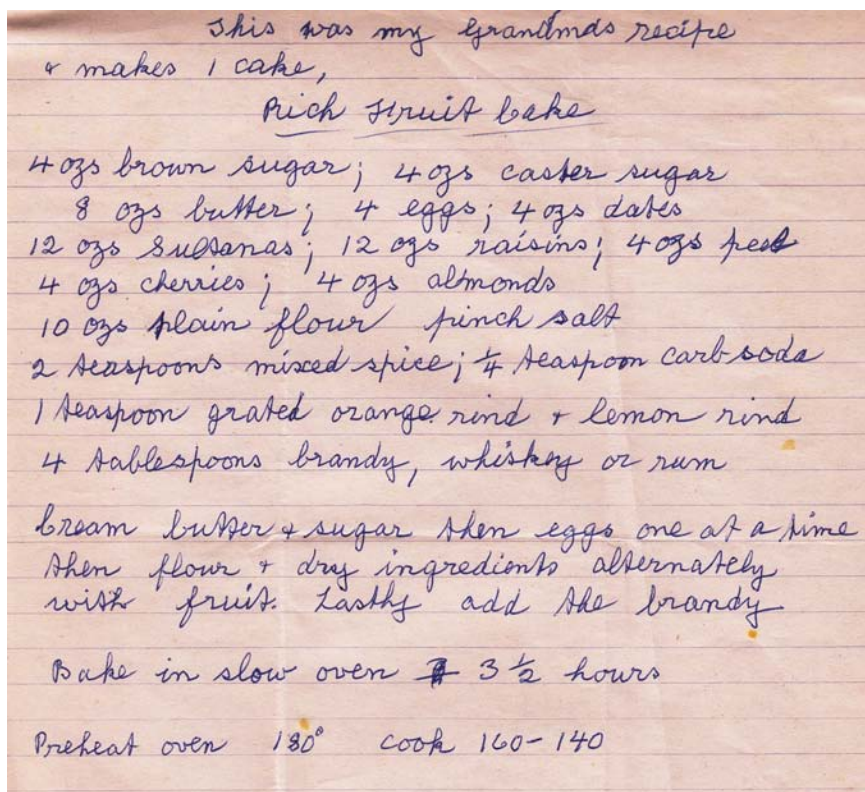 This was my Grandmds recipe
& makes 1 cake,
Rich Fruit Cake
4 ozs brown sugar; 4 ozs caster sugar
8 ozs butter; 4 eggs; 4 ozs dates
12 ozs Sultanas; 12 ozs raisins; 4 ozs peel
4 ozs cherries; 4 ozs almonds
10 ozs plain flour pinch salt
2 teaspoons mixed spice; ¼ teaspoon carb soda
1 teaspoon grated orange rind & lemon rind
4 tablespoons brandy, whiskey or rum
Cream butter & sugar then eggs one at a time
then flour & dry ingredients alternately
with fruit. Lastly add the brandy
Bake in slow oven 3 ½ hours
Preheat oven 180° cook 160-140